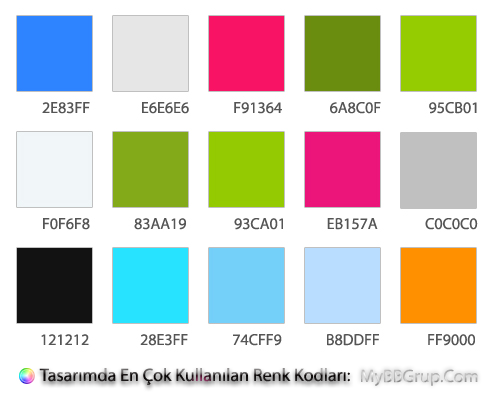 2E83FF E6E6E6 F91364 6A8C0F 95CB01
F0F6F8 83AA19 93CA01 EB157A C0C0C0
121212 28E3FF 74CFF9 B8DDFF FF9000
Tasarımda En Çok Kullanılan Renk Kodları: MyBBGrup.Com